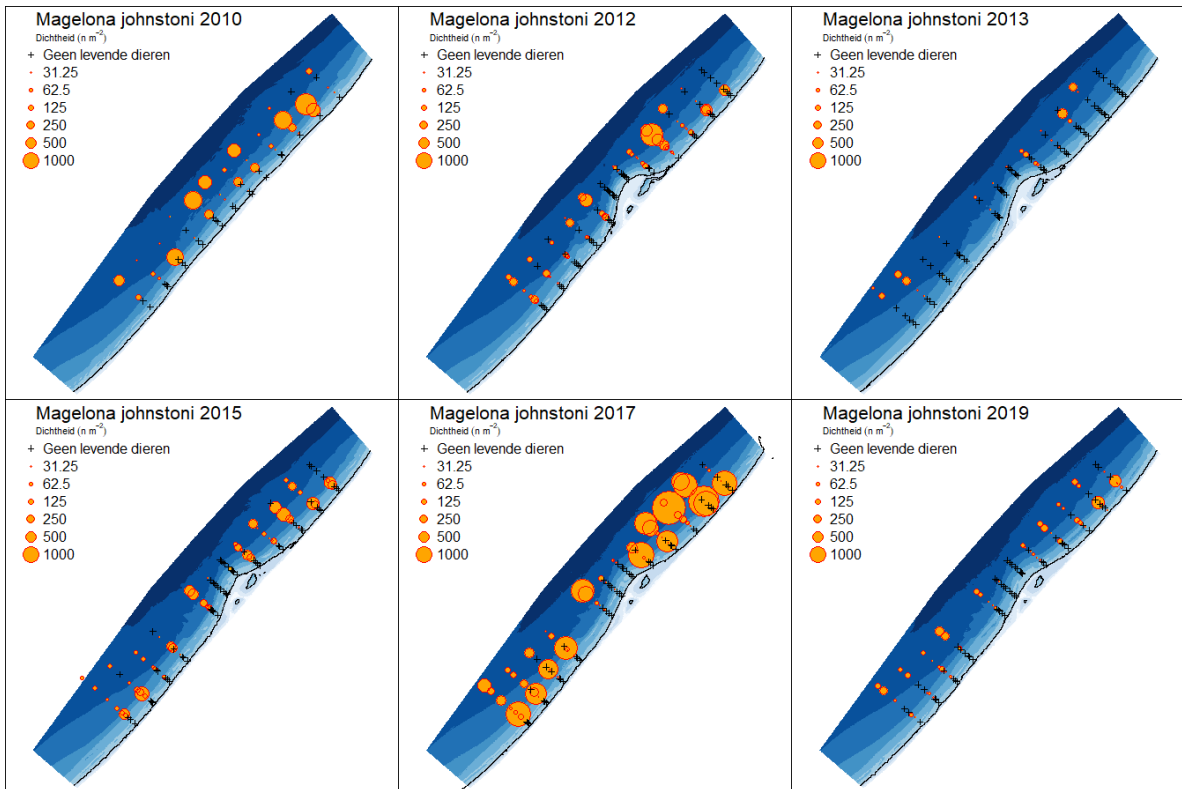 Magelona johnstoni 2010
Dichtheid (n m⁻²)
Geen levende dieren
31.25
62.5
125
250
500
1000
Magelona johnstoni 2012
Dichtheid (n m⁻²)
Geen levende dieren
31.25
62.5
125
250
500
1000
Magelona johnstoni 2013
Dichtheid (n m⁻²)
Geen levende dieren
31.25
62.5
125
250
500
1000
Magelona johnstoni 2015
Dichtheid (n m⁻²)
Geen levende dieren
31.25
62.5
125
250
500
1000
Magelona johnstoni 2017
Dichtheid (n m⁻²)
Geen levende dieren
31.25
62.5
125
250
500
1000
Magelona johnstoni 2019
Dichtheid (n m⁻²)
Geen levende dieren
31.25
62.5
125
250
500
1000